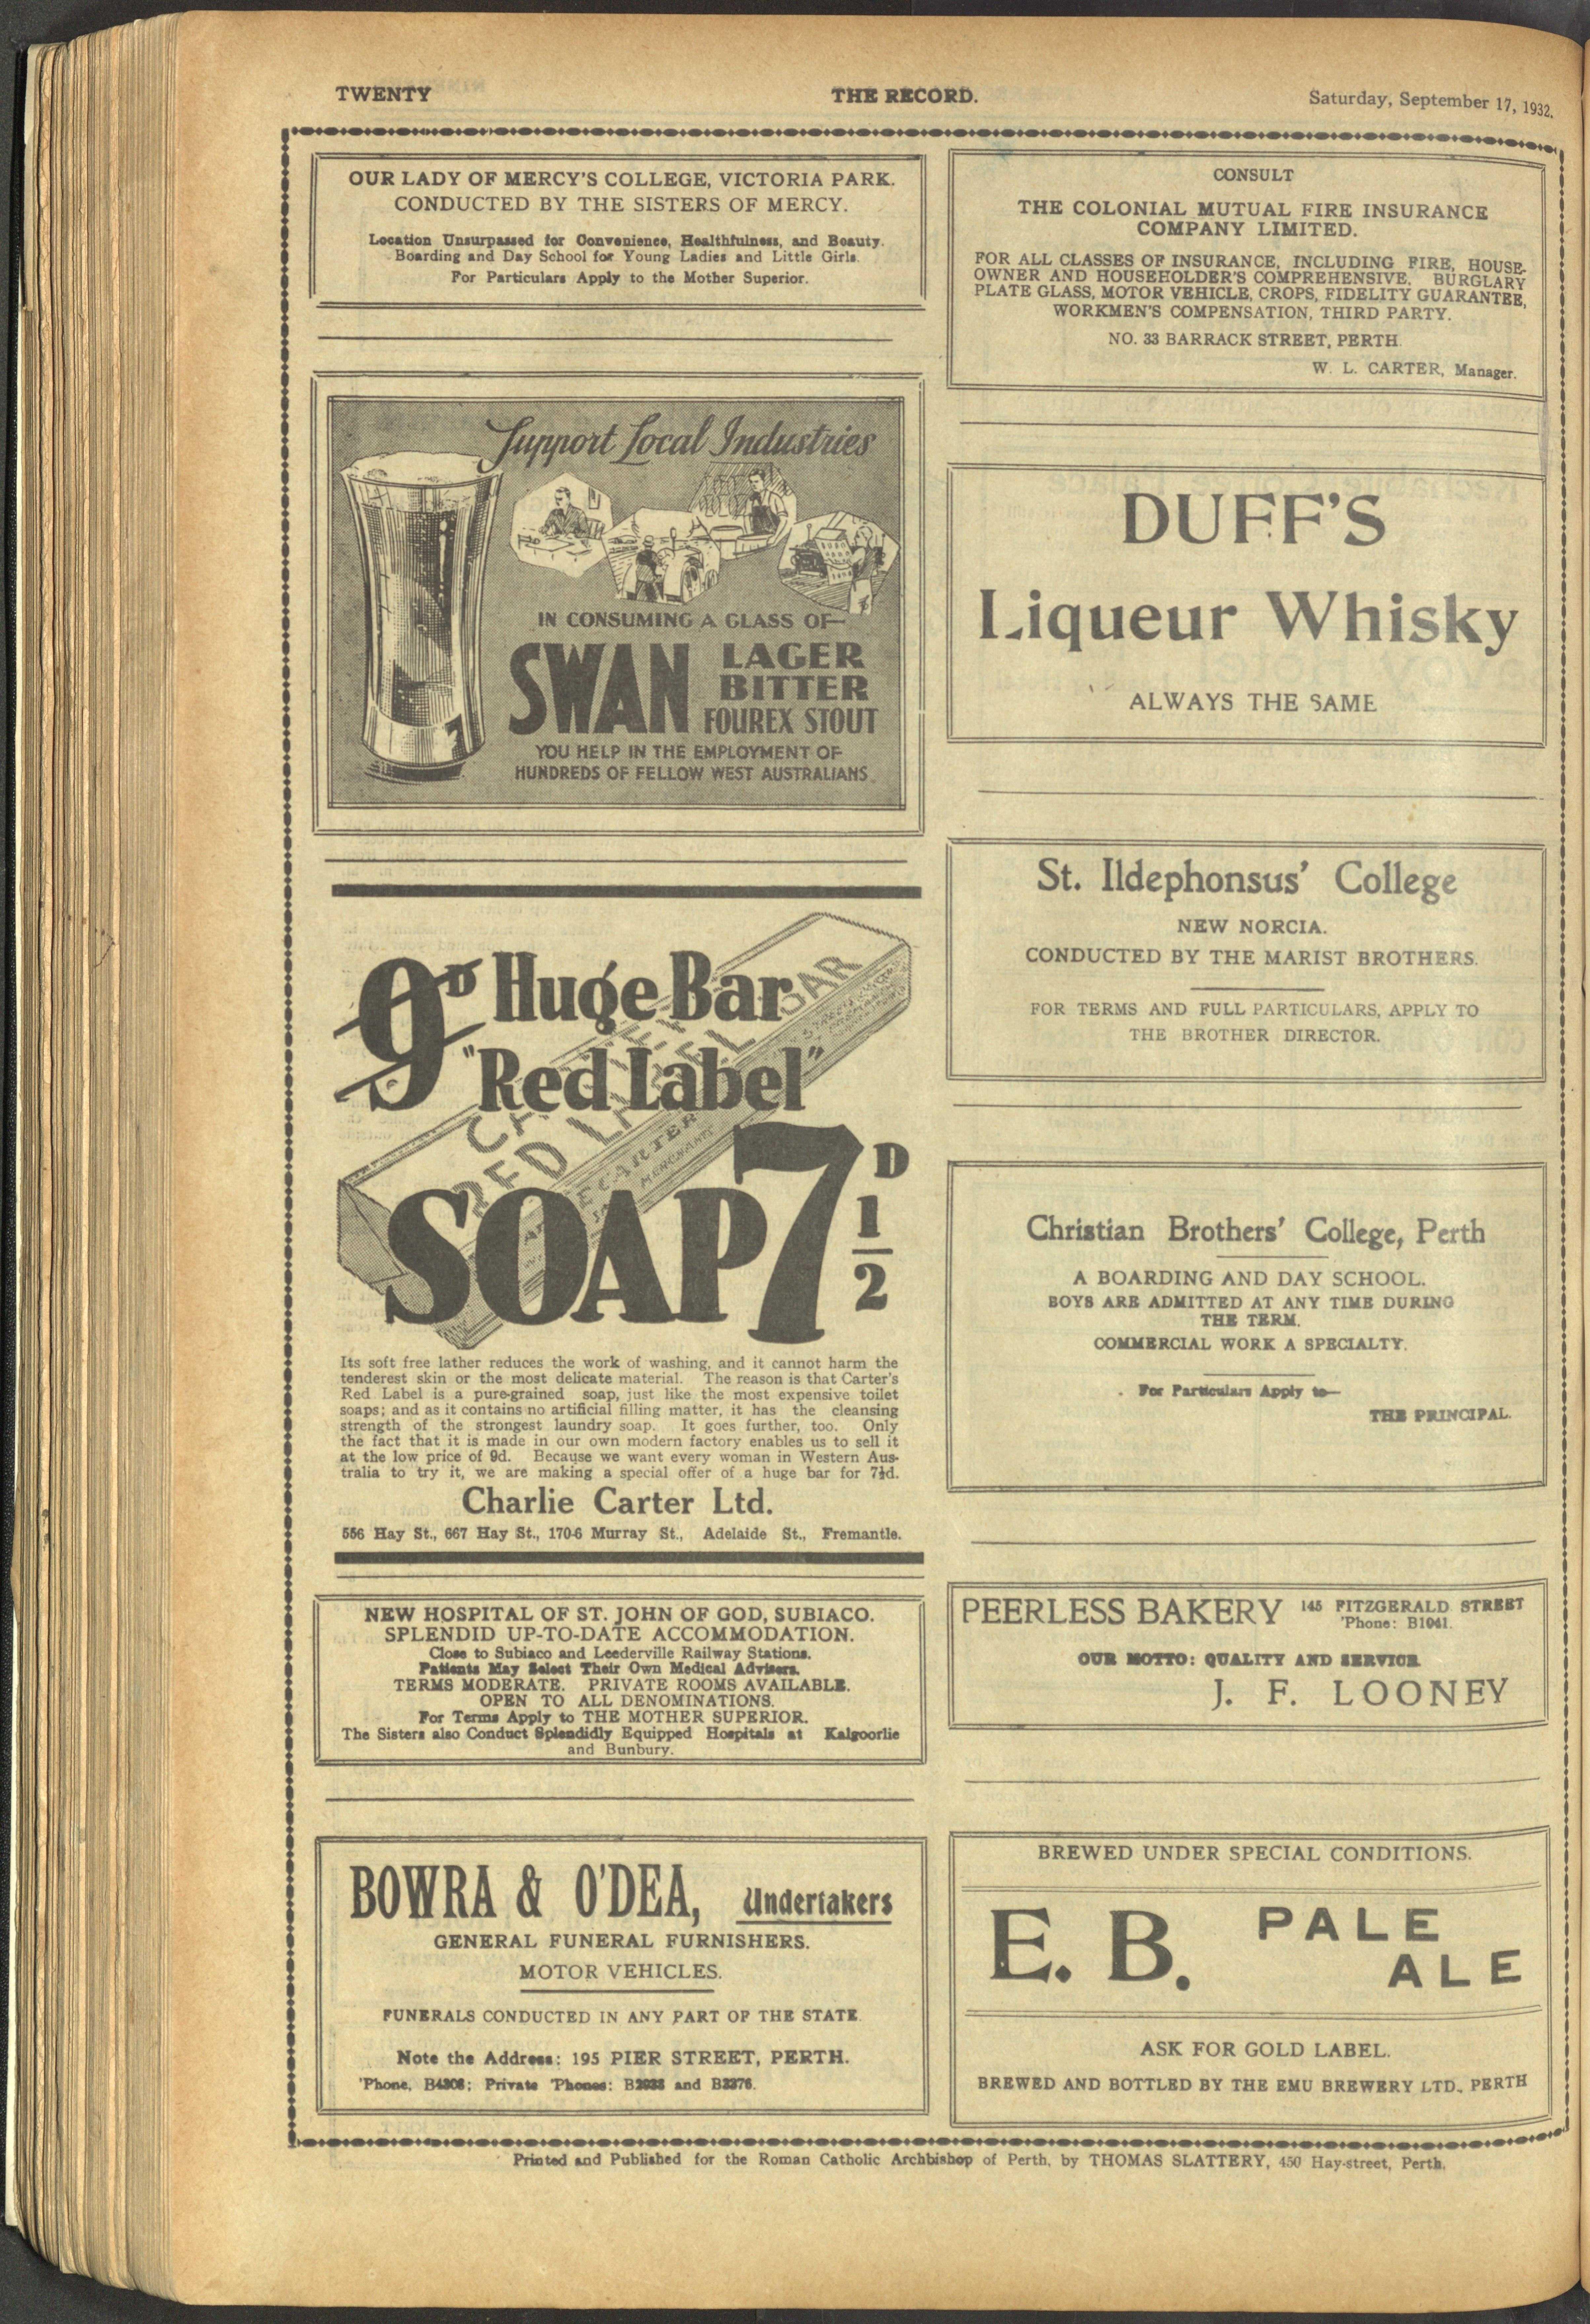 TWENTY
THE RECORD.
Saturday, September 17, 1932.
OUR LADY OF MERCY'S COLLEGE, VICTORIA PARK.
CONDUCTED BY THE SISTERS OF MERCY.
Location Unsurpassed for Convenience, Healthfulness, and Beauty.
Boarding and Day School for Young Ladies and Little Girls.
For Particulars Apply to the Mother Superior.
Support Local Industries
IN CONSUMING A GLASS OF—
SWAN
LAGER
BITTER
FOUREX STOUT
YOU HELP IN THE EMPLOYMENT OF
HUNDREDS OF FELLOW WEST AUSTRALIANS
9D Huge Bar
"Red Label"
SOAP 7 1/2 D
Its soft free lather reduces the work of washing, and it cannot harm the
tenderest skin or the most delicate material. The reason is that Carter's
Red Label is a pure-grained soap, just like the most expensive toilet
soaps; and as it contains no artificial filling matter, it has the cleansing
strength of the strongest laundry soap. It goes further, too. Only
the fact that it is made in our own modern factory enables us to sell it
at the low price of 9d. Because we want every woman in Western Aus-
tralia to try it, we are making a special offer of a huge bar for 7½d.
Charlie Carter Ltd.
556 Hay St., 667 Hay St., 170-6 Murray St., Adelaide St., Fremantle.
NEW HOSPITAL OF ST. JOHN OF GOD, SUBIACO.
SPLENDID UP-TO-DATE ACCOMMODATION.
Close to Subiaco and Leederville Railway Stations.
Patients May Select Their Own Medical Advisers.
TERMS MODERATE. PRIVATE ROOMS AVAILABLE.
OPEN TO ALL DENOMINATIONS.
For Terms Apply to THE MOTHER SUPERIOR.
The Sisters also Conduct Splendidly Equipped Hospitals at Kalgoorlie
and Bunbury.
BOWRA & O'DEA, Undertakers
GENERAL FUNERAL FURNISHERS.
MOTOR VEHICLES.
FUNERALS CONDUCTED IN ANY PART OF THE STATE.
Note the Address: 195 PIER STREET, PERTH.
'Phone, B4308; Private 'Phones: and B3376.
CONSULT
THE COLONIAL MUTUAL FIRE INSURANCE
COMPANY LIMITED.
FOR ALL CLASSES OF INSURANCE, INCLUDING FIRE, HOUSE-
OWNER AND HOUSEHOLDER'S COMPREHENSIVE, BURGLARY
PLATE GLASS, MOTOR VEHICLE, CROPS, FIDELITY GUARANTEE,
WORKMEN'S COMPENSATION, THIRD PARTY.
NO. 33 BARRACK STREET, PERTH.
W. L. CARTER, Manager.
DUFF'S
Liqueur Whisky
ALWAYS THE SAME
St. Ildephonsus' College
NEW NORCIA.
CONDUCTED BY THE MARIST BROTHERS.
FOR TERMS AND FULL PARTICULARS, APPLY TO
THE BROTHER DIRECTOR.
Christian Brothers' College, Perth
A BOARDING AND DAY SCHOOL.
BOYS ARE ADMITTED AT ANY TIME DURING
THE TERM.
COMMERCIAL WORK A SPECIALTY.
For Particulars Apply to—
THE PRINCIPAL.
PEERLESS BAKERY 145 FITZGERALD STREET
'Phone: B1041.
OUR MOTTO: QUALITY AND SERVICE
J. F. LOONEY
BREWED UNDER SPECIAL CONDITIONS.
E. B. PALE
ALE
ASK FOR GOLD LABEL.
BREWED AND BOTTLED BY THE EMU BREWERY LTD., PERTH
Printed and Published for the Roman Catholic Archbishop of Perth, by THOMAS SLATTERY, 450 Hay-street, Perth.